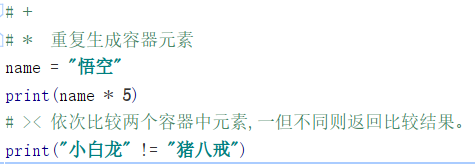 # +
# *  重复生成容器元素
name = "悟空"
print(name * 5)
# >< 依次比较两个容器中元素,一但不同则返回比较结果。
print("小白龙" != "猪八戒")